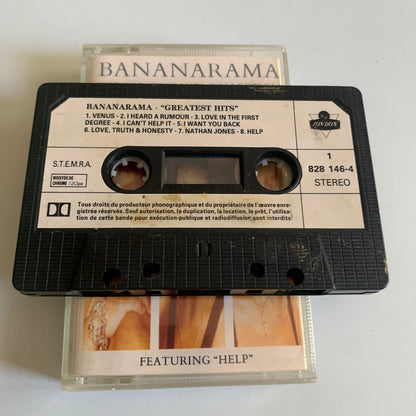 BANANARAMA
BANANARAMA - "GREATEST HITS"
LONDON
1. VENUS - 2. I HEARD A RUMOUR - 3. LOVE IN THE FIRST
DEGREE - 4. I CAN'T HELP IT - 5. I WANT YOU BACK
6. LOVE, TRUTH & HONESTY - 7. NATHAN JONES - 8. HELP
S.T.E.M.R.A.
1
828 146-4
STEREO
BIOXYDE DE
CHROME 120µs
Tous droits du producteur phonographique et du propriétaire de l'œuvre enre-
gistrée réservés. Sauf autorisation, la duplication, la location, le prêt, l'utilisa-
tion de cette bande pour exécution publique et radiodiffusion sont interdits
FEATURING "HELP"